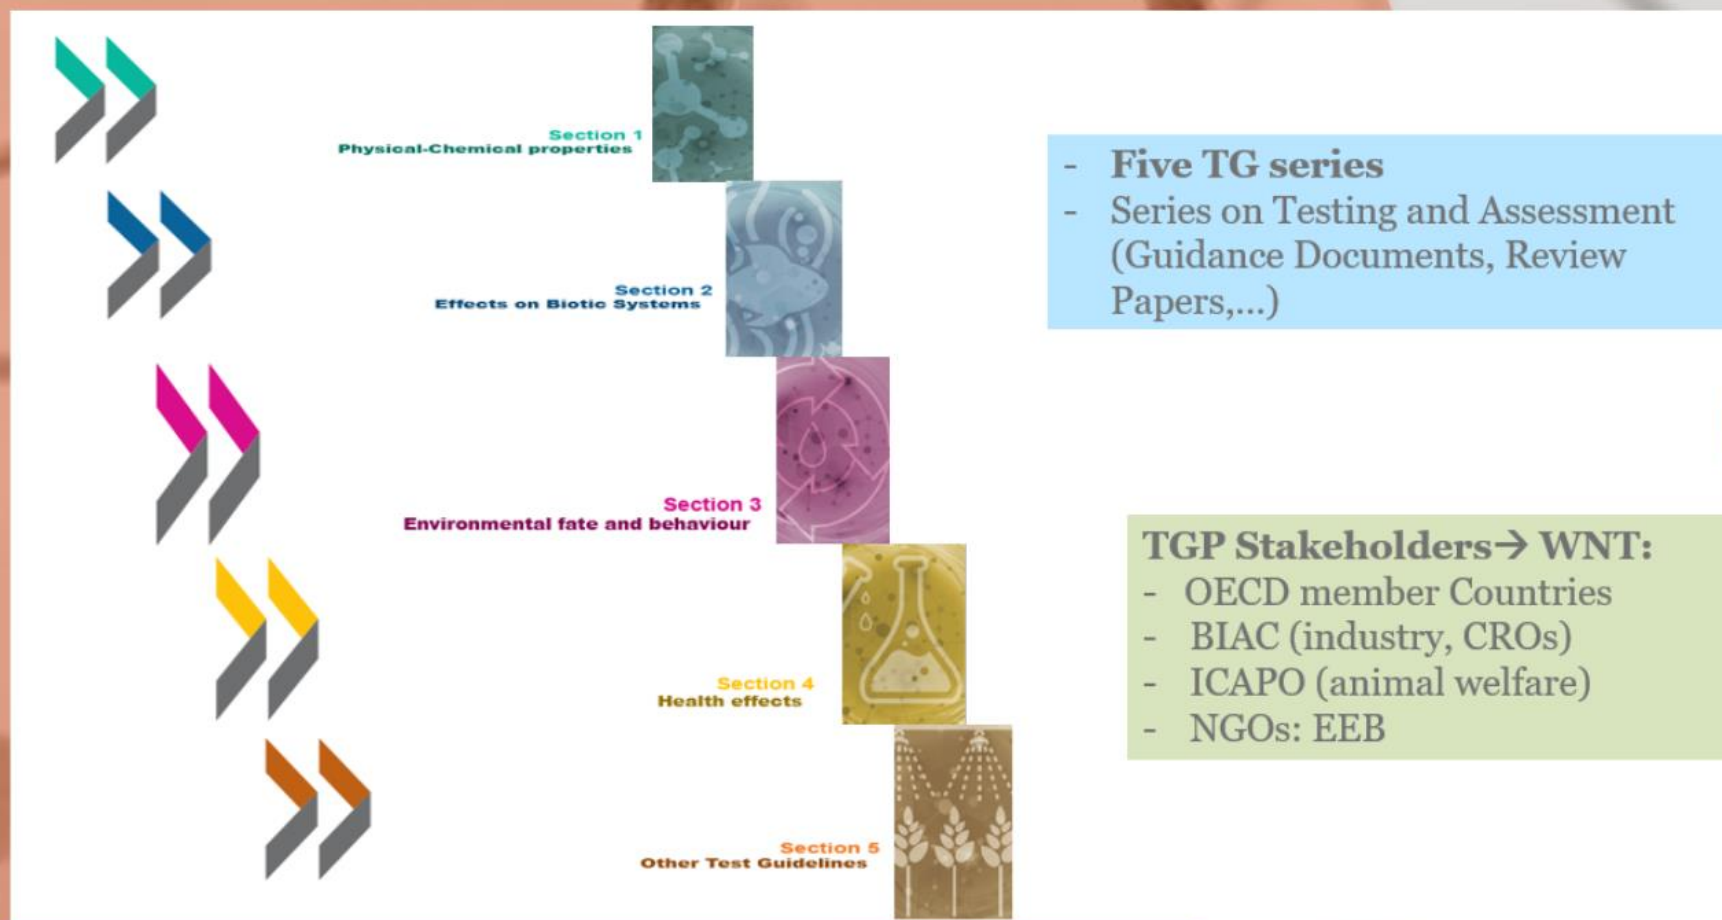 Section 1
Physical-Chemical properties
Section 2
Effects on Biotic Systems
Section 3
Environmental fate and behaviour
Section 4
Health effects
Section 5
Other Test Guidelines
- Five TG series
- Series on Testing and Assessment
(Guidance Documents, Review
Papers,...)
TGP Stakeholders→ WNT:
- OECD member Countries
- BIAC (industry, CROs)
- ICAPO (animal welfare)
- NGOs: EEB